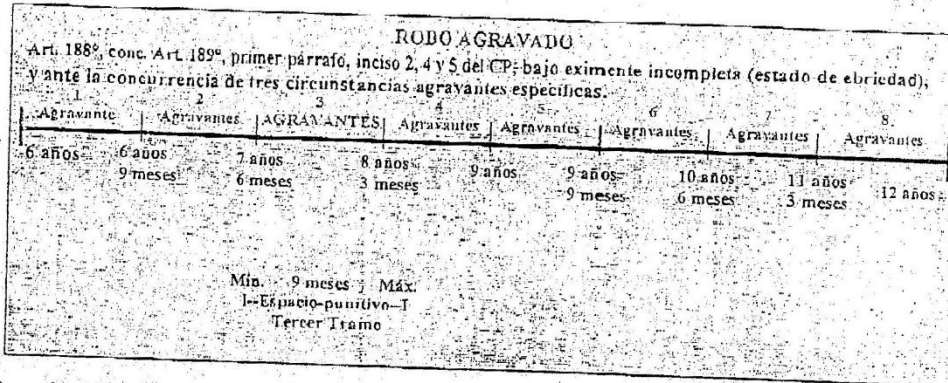 ROBO AGRAVADO
Art. 188º, conc. Art. 189º, primer párrafo, inciso 2, 4 y 5 del CP; bajo eximente incompleta (estado de ebriedad),
y ante la concurrencia de tres circunstancias agravantes específicas.
1 2 3 4 5 6 7 8
Agravante Agravantes AGRAVANTES Agravantes Agravantes Agravantes Agravantes Agravantes
6 años 6 años 7 años 8 años 9 años 9 años 10 años 11 años 12 años
9 meses 6 meses 3 meses 9 meses 6 meses 3 meses
Mín. 9 meses Máx.
I--Espacio-punitivo--I
Tercer Tramo